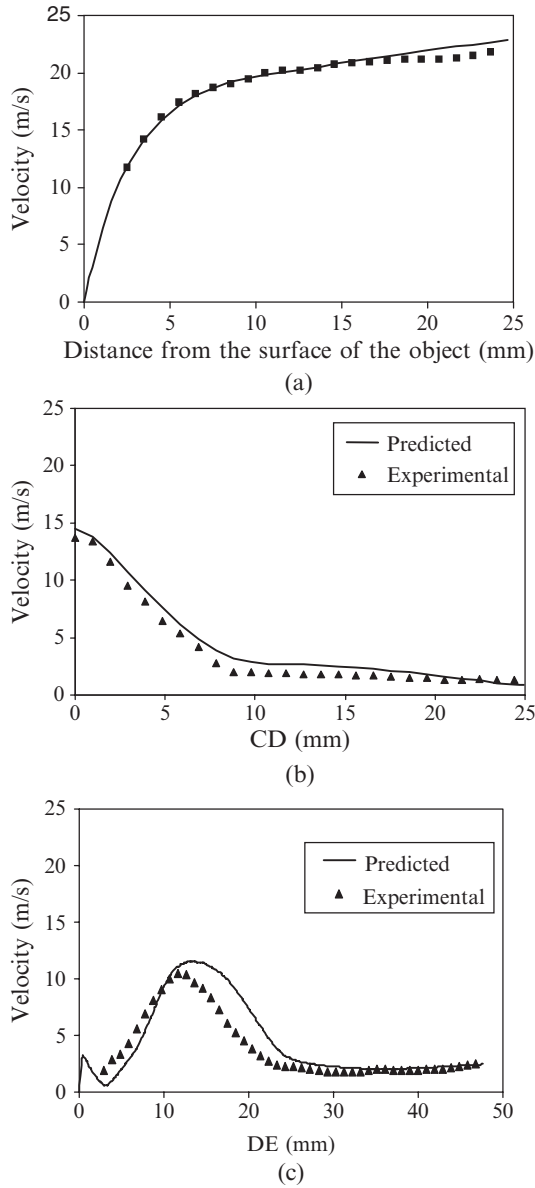 25
20
15
10
5
0
Velocity (m/s)
0 5 10 15 20 25
Distance from the surface of the object (mm)
(a)
25
20
15
10
5
0
Velocity (m/s)
Predicted
Experimental
0 5 10 15 20 25
CD (mm)
(b)
25
20
15
10
5
0
Velocity (m/s)
Predicted
Experimental
0 10 20 30 40 50
DE (mm)
(c)